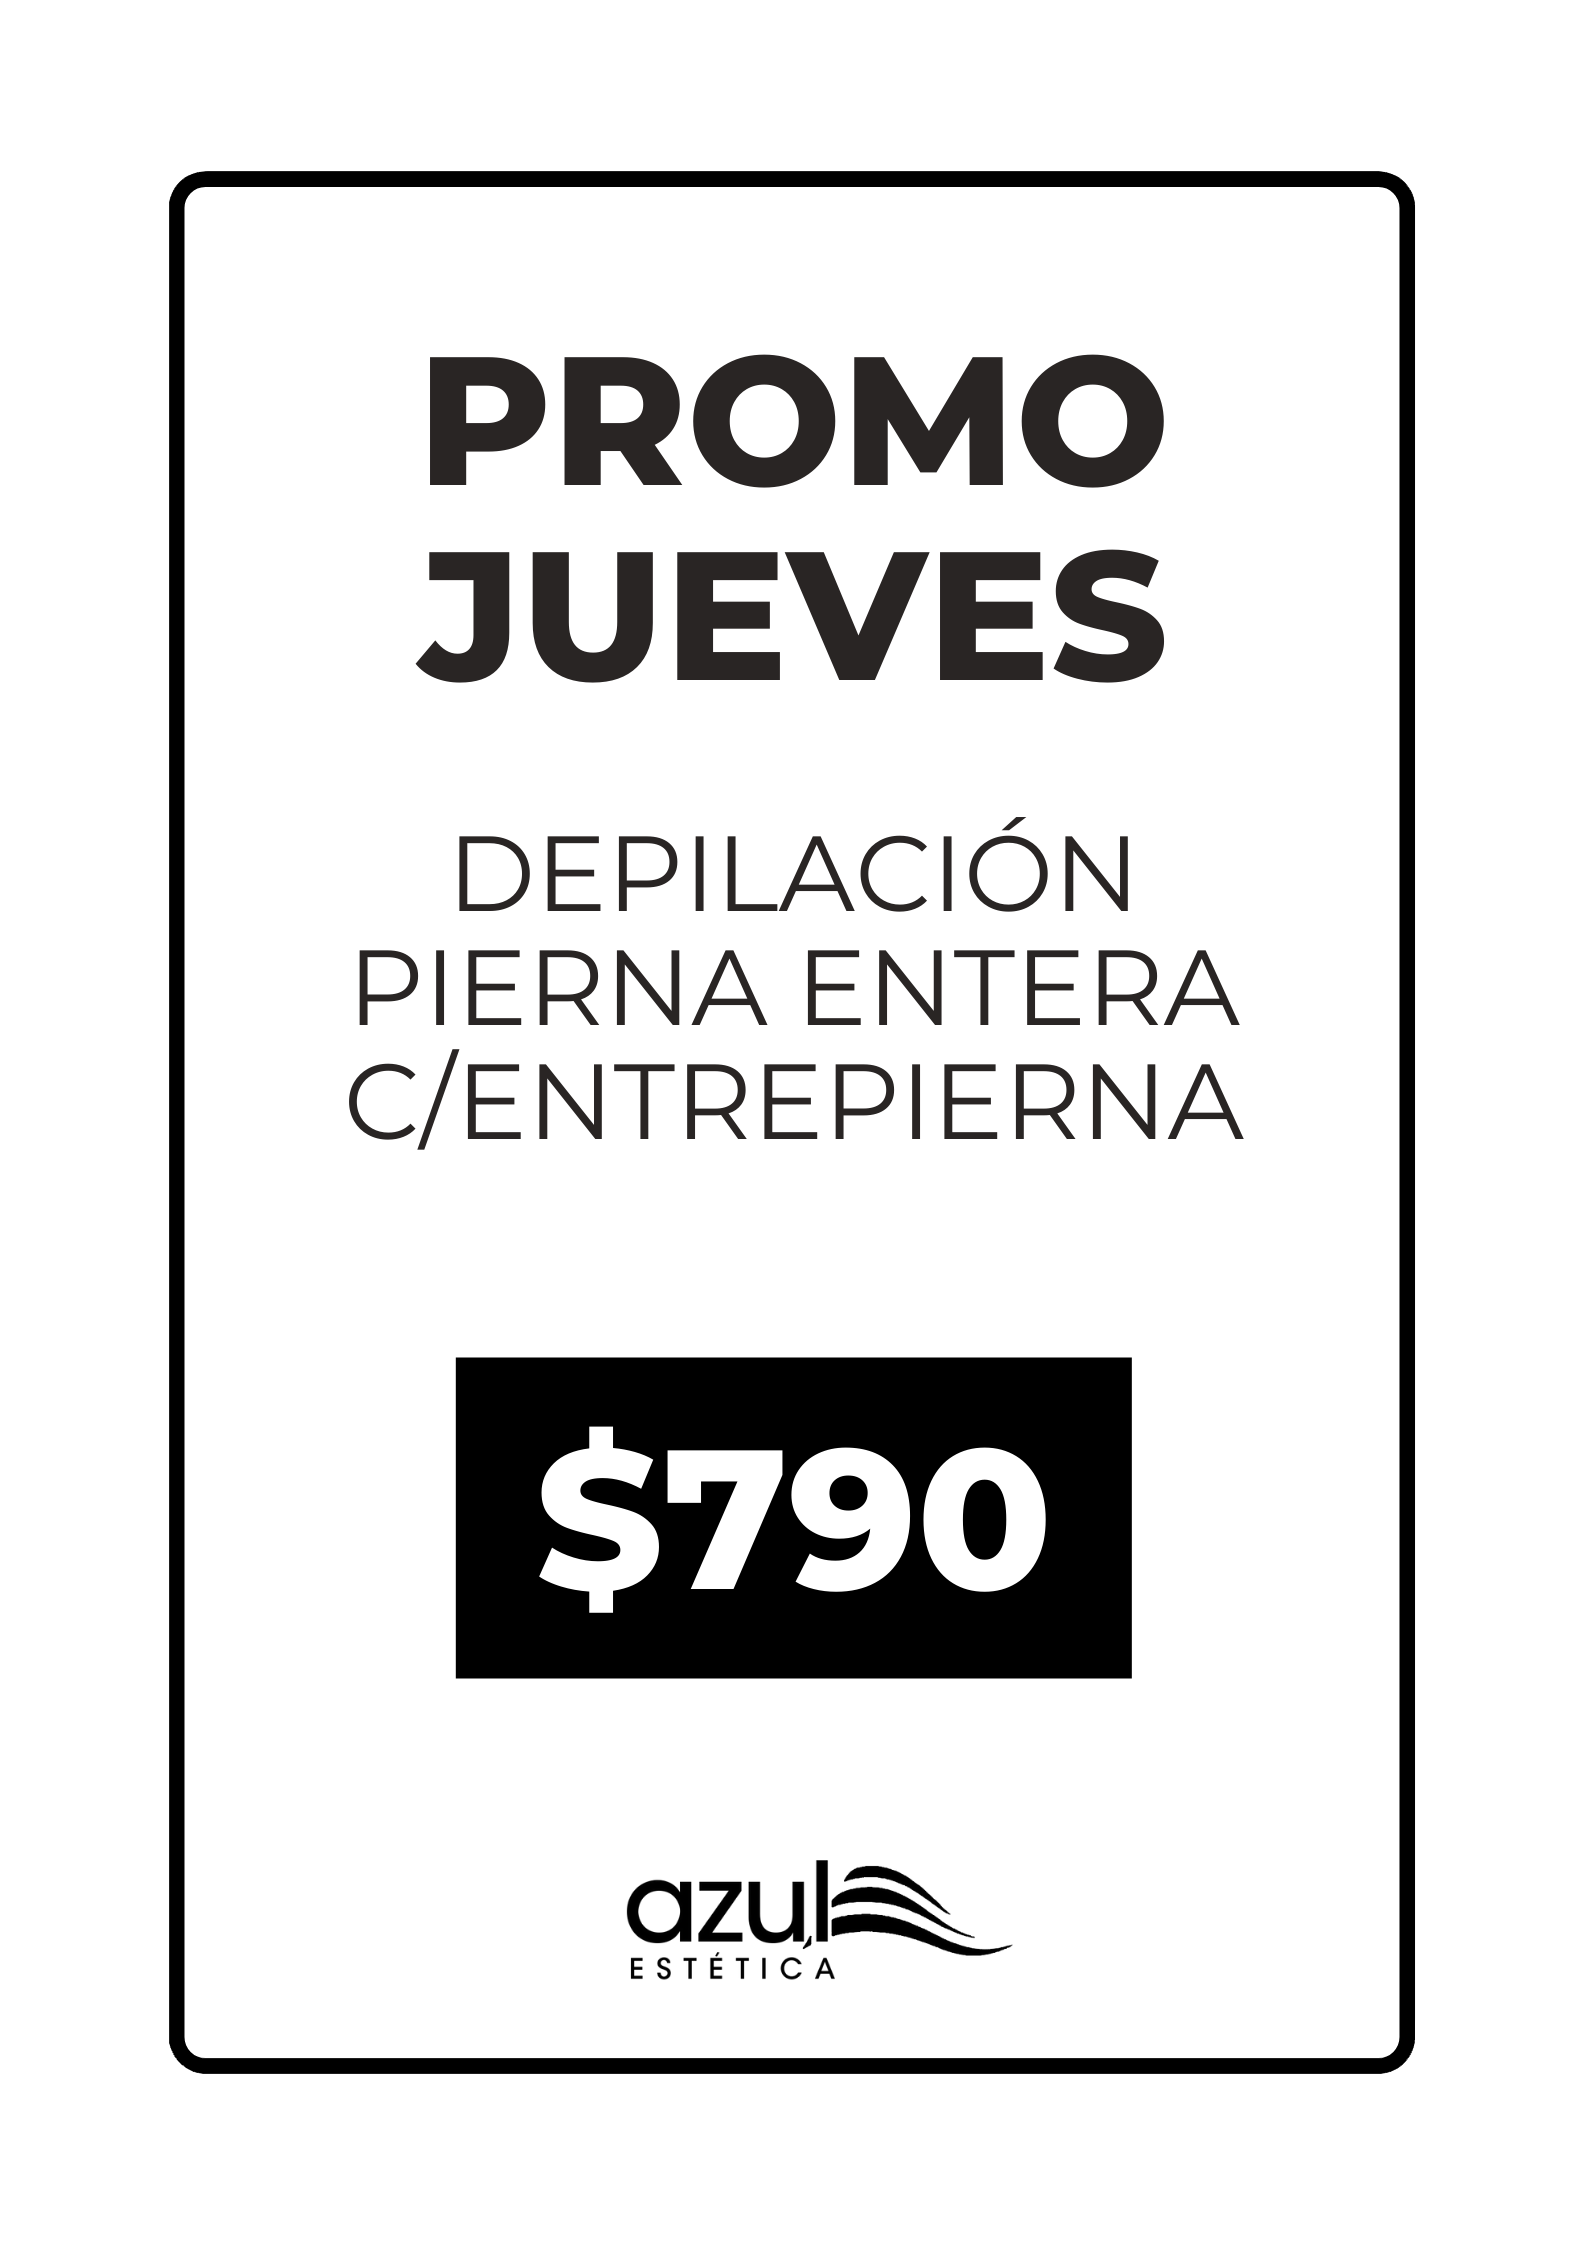 PROMO
JUEVES
DEPILACIÓN
PIERNA ENTERA
C/ENTREPIERNA
$790
azul
ESTÉTICA